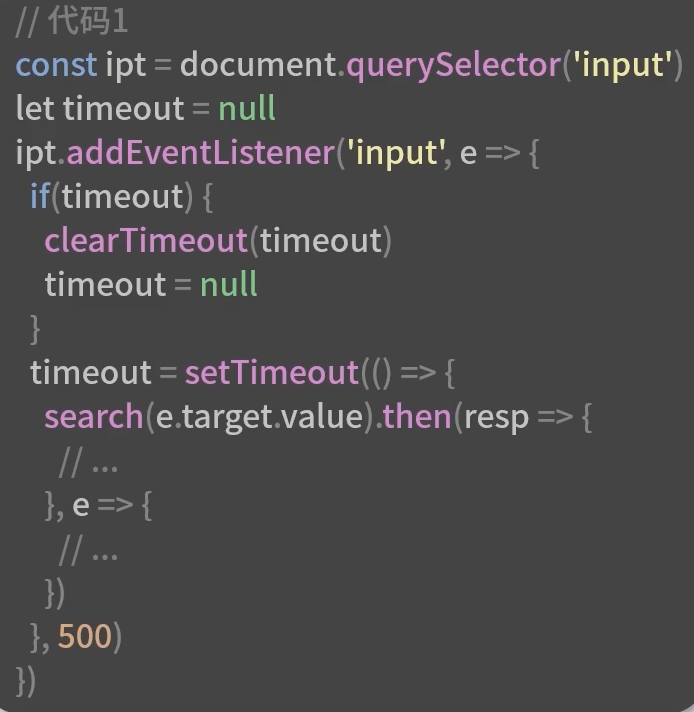 // 代码1
const ipt = document.querySelector('input')
let timeout = null
ipt.addEventListener('input', e => {
  if(timeout) {
    clearTimeout(timeout)
    timeout = null
  }
  timeout = setTimeout(() => {
    search(e.target.value).then(resp => {
      // ...
    }, e => {
      // ...
    })
  }, 500)
})